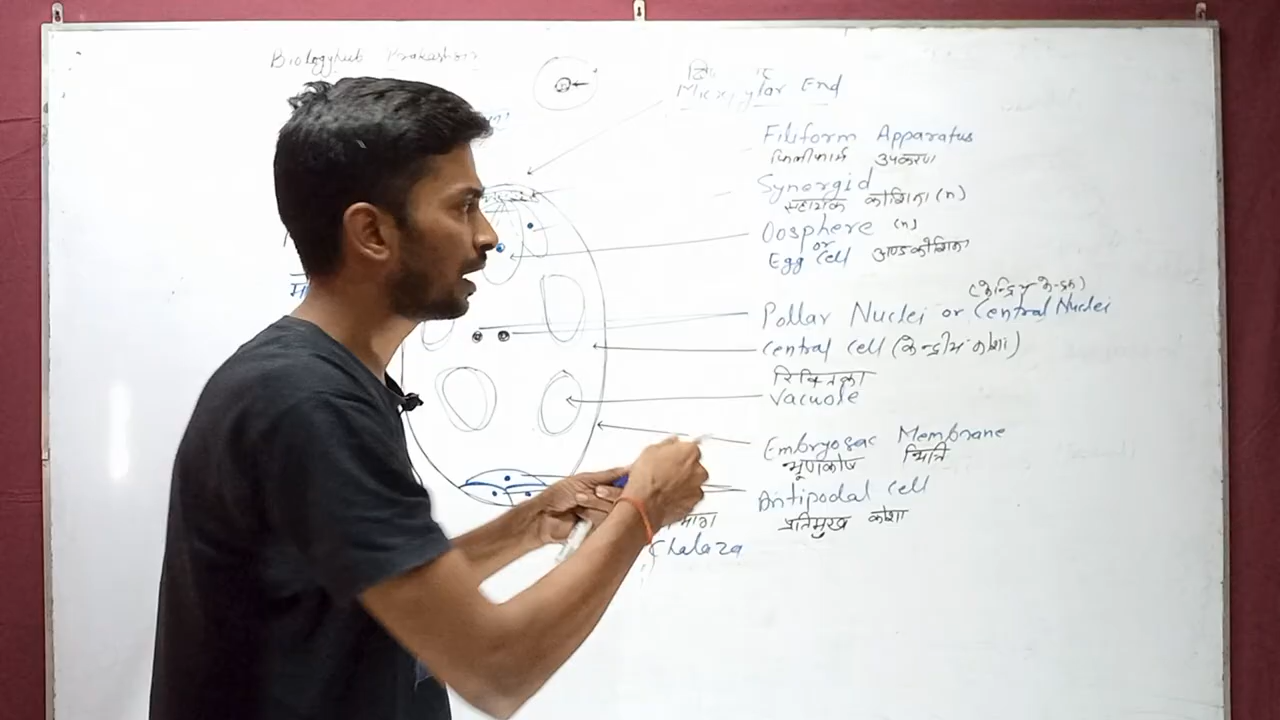 Biologyhub Prakashan
Micropylar End
Filiform Apparatus
फिलीफार्म उपकरण
Synergid
सहायक कोशिका (n)
Oosphere (n)
or
Egg Cell अण्डकोशिका
(केन्द्रिय केन्द्रक)
Pollar Nuclei or Central Nuclei
Central Cell (केन्द्रीय कोशा)
रिक्तिका
Vacuole
Embryosac Membrane
भ्रूणकोष भित्ति
Antipodal Cell
प्रतिमुख कोशा
भाग
Chalaza